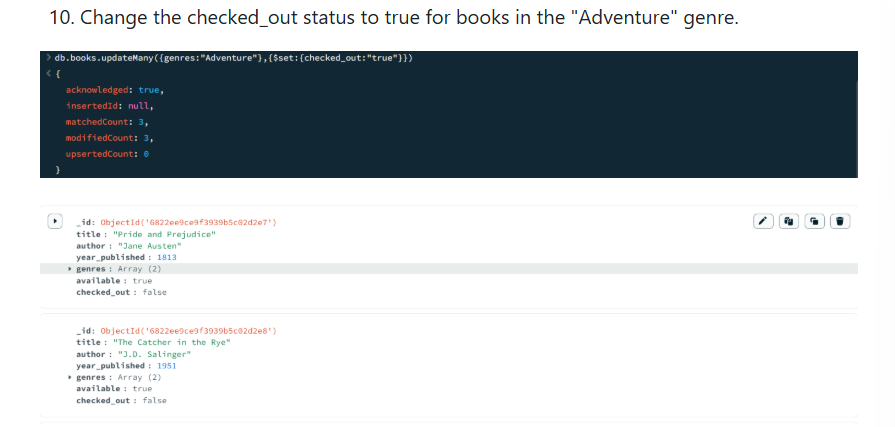 10. Change the checked_out status to true for books in the "Adventure" genre.
> db.books.updateMany({genres:"Adventure"},{$set:{checked_out:"true"}})
< {
acknowledged: true,
insertedId: null,
matchedCount: 3,
modifiedCount: 3,
upsertedCount: 0
}
_id: ObjectId('6822ee9ce9f3939b5c02d2e7')
title : "Pride and Prejudice"
author : "Jane Austen"
year_published : 1813
genres : Array (2)
available : true
checked_out : false
_id: ObjectId('6822ee9ce9f3939b5c02d2e8')
title : "The Catcher in the Rye"
author : "J.D. Salinger"
year_published : 1951
genres : Array (2)
available : true
checked_out : false